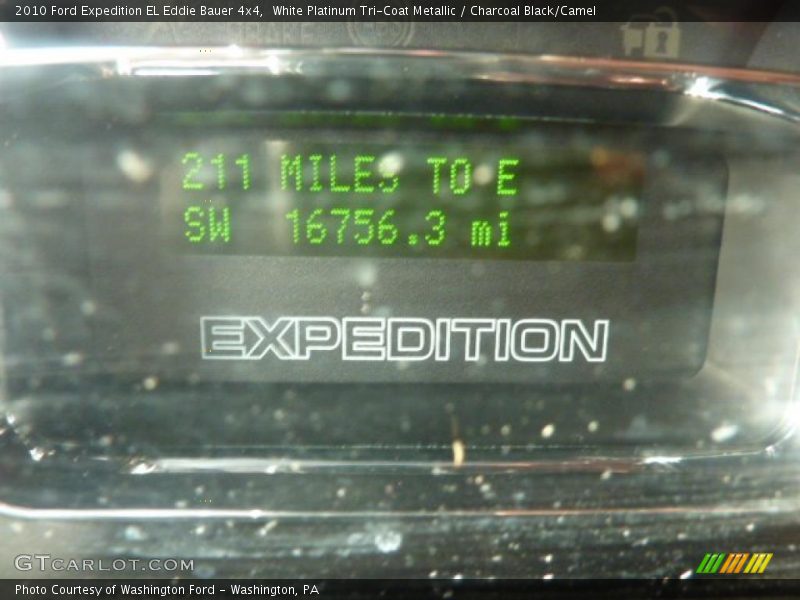 2010 Ford Expedition EL Eddie Bauer 4x4, White Platinum Tri-Coat Metallic / Charcoal Black/Camel
211 MILES TO E
SW 16756.3 mi
EXPEDITION
GTCARLOT.COM
Photo Courtesy of Washington Ford - Washington, PA